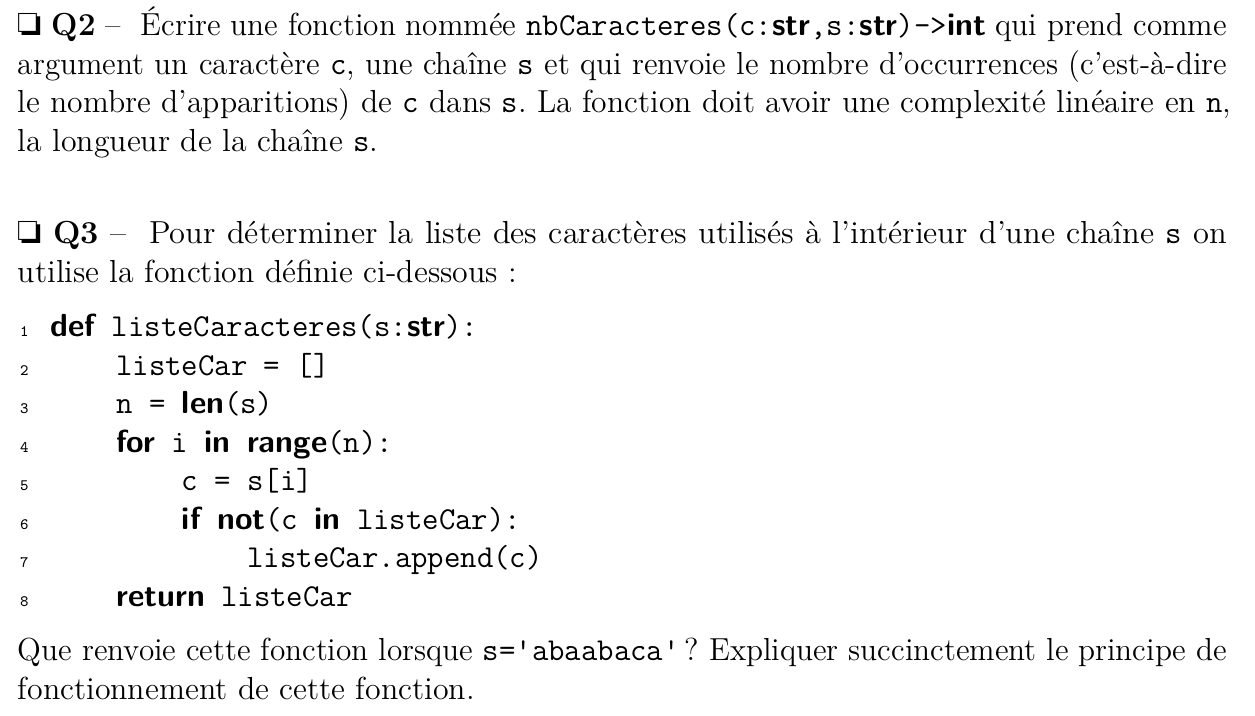 ❏ Q2 – Écrire une fonction nommée nbCaracteres(c:str,s:str)->int qui prend comme
argument un caractère c, une chaîne s et qui renvoie le nombre d'occurrences (c'est-à-dire
le nombre d'apparitions) de c dans s. La fonction doit avoir une complexité linéaire en n,
la longueur de la chaîne s.
❏ Q3 – Pour déterminer la liste des caractères utilisés à l'intérieur d'une chaîne s on
utilise la fonction définie ci-dessous :
1 def listeCaracteres(s:str):
2     listeCar = []
3     n = len(s)
4     for i in range(n):
5         c = s[i]
6         if not(c in listeCar):
7             listeCar.append(c)
8     return listeCar
Que renvoie cette fonction lorsque s='abaabaca' ? Expliquer succinctement le principe de
fonctionnement de cette fonction.